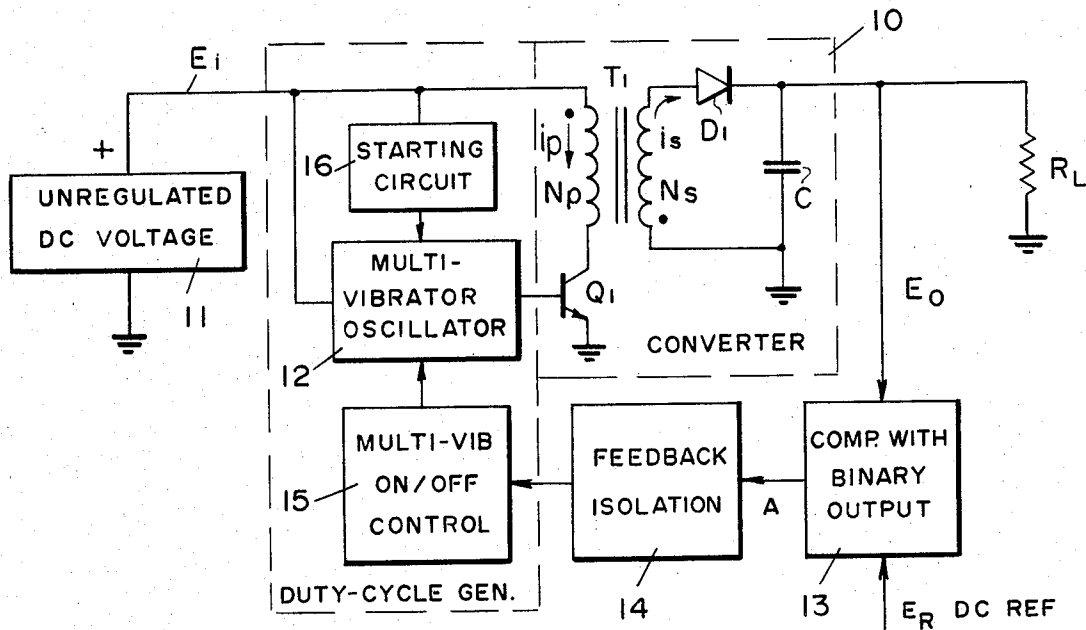 10
Ei
T1
D1
+
16
STARTING
CIRCUIT
ip
is
Np
Ns
C
RL
UNREGULATED
DC VOLTAGE
11
MULTI-
VIBRATOR
OSCILLATOR
12
Q1
CONVERTER
EO
MULTI-VIB
ON/OFF
CONTROL
15
FEEDBACK
ISOLATION
14
A
COMP. WITH
BINARY
OUTPUT
13
DUTY-CYCLE GEN.
ER DC REF